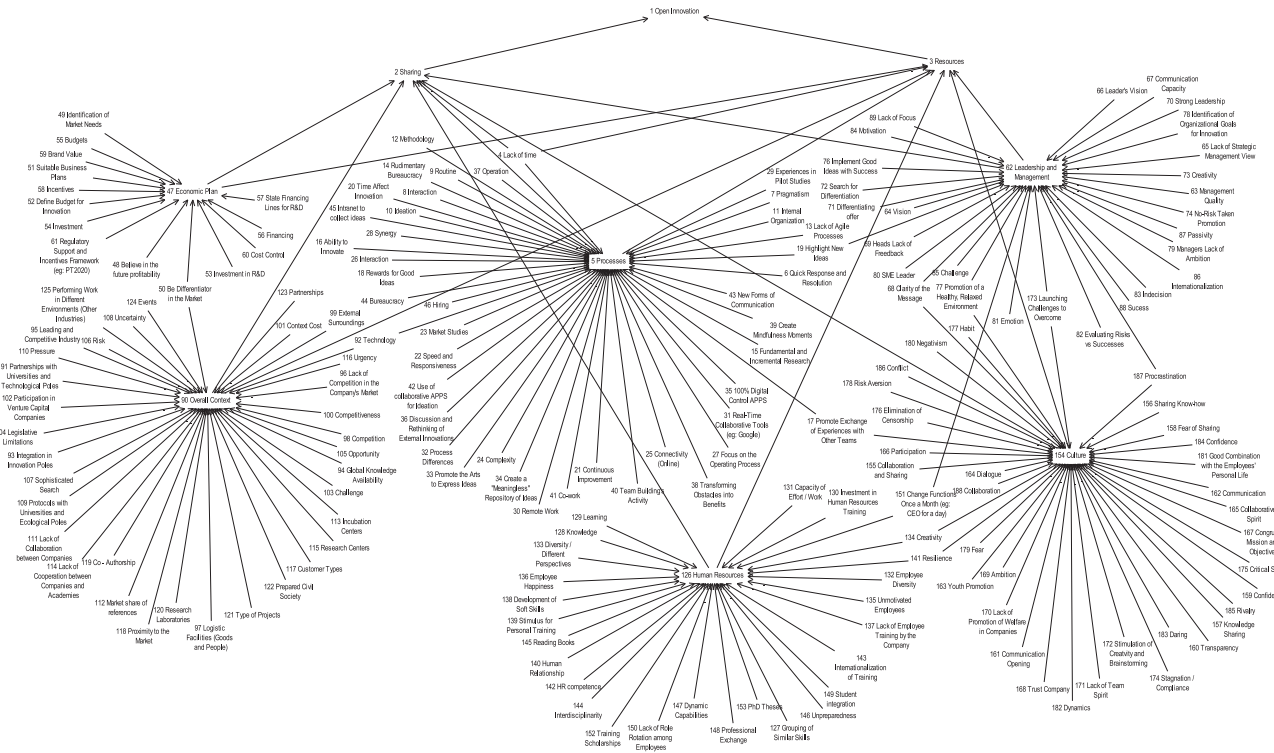 1 Open Innovation
2 Sharing
3 Resources
49 Identification of
Market Needs
55 Budgets
59 Brand Value
51 Suitable Business
Plans
58 Incentives
52 Define Budget for
Innovation
54 Investment
61 Regulatory
Support and
Incentives Framework
(eg: PT2020)
48 Believe in the
future profitability
50 Be Differentiator
in the Market
53 Investment in R&D
60 Cost Control
56 Financing
57 State Financing
Lines for R&D
47 Economic Plan
12 Methodology
4 Lack of time
14 Rudimentary
Bureaucracy
9 Routine
37 Operation
20 Time Affect
Innovation
8 Interaction
45 Intranet to
collect ideas
10 Ideation
28 Synergy
16 Ability to
Innovate
26 Interaction
18 Rewards for Good
Ideas
44 Bureaucracy
46 Hiring
23 Market Studies
22 Speed and
Responsiveness
42 Use of
collaborative APPS
for Ideation
36 Discussion and
Rethinking of
External Innovations
32 Process
Differences
33 Promote the Arts
to Express Ideas
24 Complexity
34 Create a
"Meaningless"
Repository of Ideas
30 Remote Work
41 Co-work
21 Continuous
Improvement
40 Team Building's
Activity
25 Connectivity
(Online)
38 Transforming
Obstacles into
Benefits
27 Focus on the
Operating Process
31 Real-Time
Collaborative Tools
(eg: Google)
35 100% Digital
Control APPS
17 Promote Exchange
of Experiences with
Other Teams
15 Fundamental and
Incremental Research
39 Create
Mindfulness Moments
43 New Forms of
Communication
6 Quick Response and
Resolution
19 Highlight New
Ideas
13 Lack of Agile
Processes
11 Internal
Organization
7 Pragmatism
29 Experiences in
Pilot Studies
5 Processes
89 Lack of Focus
84 Motivation
76 Implement Good
Ideas with Success
72 Search for
Differentiation
71 Differentiating
offer
64 Vision
69 Heads Lack of
Feedback
80 SME Leader
68 Clarity of the
Message
85 Challenge
77 Promotion of a
Healthy, Relaxed
Environment
81 Emotion
173 Launching
Challenges to
Overcome
82 Evaluating Risks
vs Successes
88 Sucess
83 Indecision
86
Internationalization
79 Managers Lack of
Ambition
87 Passivity
74 No-Risk Taken
Promotion
63 Management
Quality
73 Creativity
65 Lack of Strategic
Management View
78 Identification of
Organizational Goals
for Innovation
70 Strong Leadership
67 Communication
Capacity
66 Leader's Vision
62 Leadership and
Management
125 Performing Work
in Different
Environments (Other
Industries)
124 Events
108 Uncertainty
123 Partnerships
99 External
Surroundings
101 Context Cost
92 Technology
116 Urgency
96 Lack of
Competition in the
Company's Market
100 Competitiveness
98 Competition
105 Opportunity
94 Global Knowledge
Availability
103 Challenge
113 Incubation
Centers
115 Research Centers
117 Customer Types
122 Prepared Civil
Society
121 Type of Projects
97 Logistic
Facilities (Goods
and People)
120 Research
Laboratories
118 Proximity to the
Market
112 Market share of
references
119 Co - Authorship
114 Lack of
Cooperation between
Companies and
Academies
111 Lack of
Collaboration
between Companies
109 Protocols with
Universities and
Ecological Poles
107 Sophisticated
Search
93 Integration in
Innovation Poles
04 Legislative
Limitations
102 Participation in
Venture Capital
Companies
91 Partnerships with
Universities and
Technological Poles
110 Pressure
95 Leading and
Competitive Industry
106 Risk
90 Overall Context
131 Capacity of
Effort / Work
130 Investment in
Human Resources
Training
151 Change Functions
Once a Month (eg:
CEO for a day)
129 Learning
128 Knowledge
133 Diversity /
Different
Perspectives
136 Employee
Happiness
138 Development of
Soft Skills
139 Stimulus for
Personal Training
145 Reading Books
140 Human
Relationship
142 HR competence
144
Interdisciplinarity
152 Training
Scholarships
150 Lack of Role
Rotation among
Employees
147 Dynamic
Capabilities
148 Professional
Exchange
153 PhD Theses
127 Grouping of
Similar Skills
146 Unpreparedness
149 Student
integration
143
Internationalization
of Training
137 Lack of Employee
Training by the
Company
135 Unmotivated
Employees
132 Employee
Diversity
141 Resilience
134 Creativity
126 Human Resources
177 Habit
180 Negativism
186 Conflict
178 Risk Aversion
176 Elimination of
Censorship
166 Participation
155 Collaboration
and Sharing
164 Dialogue
188 Collaboration
179 Fear
169 Ambition
163 Youth Promotion
170 Lack of
Promotion of Welfare
in Companies
161 Communication
Opening
168 Trust Company
182 Dynamics
171 Lack of Team
Spirit
172 Stimulation of
Creatvity and
Brainstorming
174 Stagnation /
Compliance
183 Daring
160 Transparency
157 Knowledge
Sharing
185 Rivalry
159 Confide
175 Critical S
167 Congru
Mission a
Objective
165 Collaborative
Spirit
162 Communication
181 Good Combination
with the Employees'
Personal Life
184 Confidence
158 Fear of Sharing
156 Sharing Know-how
187 Procrastination
154 Culture